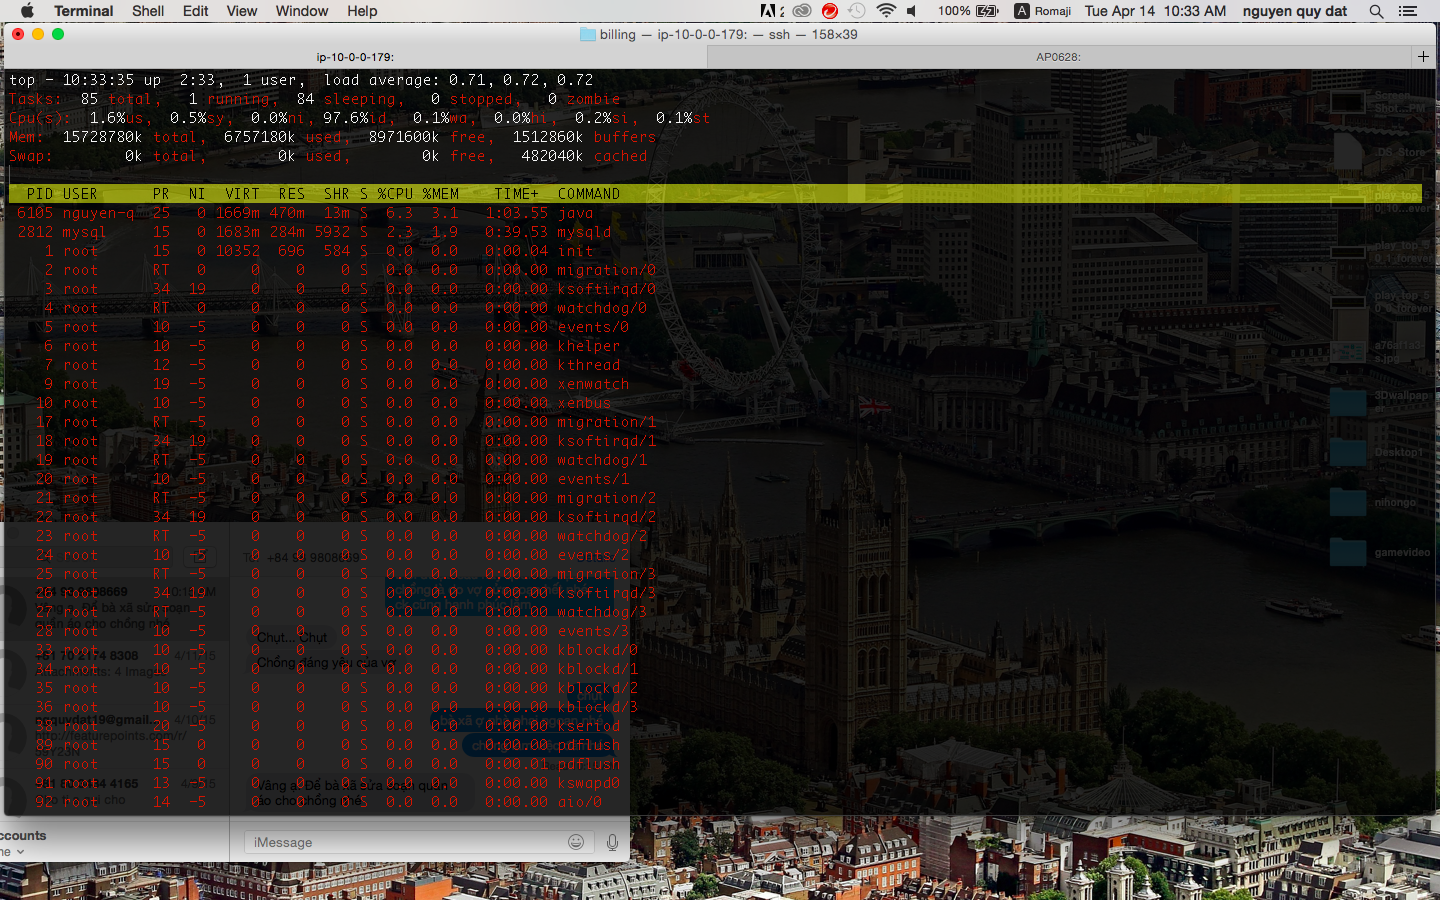 Terminal Shell Edit View Window Help 2 100% A Romaji Tue Apr 14 10:33 AM nguyen quy dat
billing — ip-10-0-0-179: — ssh — 158×39
ip-10-0-0-179: AP0628: +
top - 10:33:35 up 2:33, 1 user, load average: 0.71, 0.72, 0.72
Tasks: 85 total, 1 running, 84 sleeping, 0 stopped, 0 zombie
Cpu(s): 1.6%us, 0.5%sy, 0.0%ni, 97.6%id, 0.1%wa, 0.0%hi, 0.2%si, 0.1%st
Mem: 15728780k total, 6757180k used, 8971600k free, 1512860k buffers
Swap: 0k total, 0k used, 0k free, 482040k cached
PID USER PR NI VIRT RES SHR S %CPU %MEM TIME+ COMMAND
6105 nguyen-q 25 0 1669m 470m 13m S 6.3 3.1 1:03.55 java
2812 mysql 15 0 1683m 284m 5932 S 2.3 1.9 0:39.53 mysqld
1 root 15 0 10352 696 584 S 0.0 0.0 0:00.04 init
2 root RT 0 0 0 0 S 0.0 0.0 0:00.00 migration/0
3 root 34 19 0 0 0 S 0.0 0.0 0:00.00 ksoftirqd/0
4 root RT 0 0 0 0 S 0.0 0.0 0:00.00 watchdog/0
5 root 10 -5 0 0 0 S 0.0 0.0 0:00.00 events/0
6 root 10 -5 0 0 0 S 0.0 0.0 0:00.00 khelper
7 root 12 -5 0 0 0 S 0.0 0.0 0:00.00 kthread
9 root 19 -5 0 0 0 S 0.0 0.0 0:00.00 xenwatch
10 root 10 -5 0 0 0 S 0.0 0.0 0:00.00 xenbus
17 root RT -5 0 0 0 S 0.0 0.0 0:00.00 migration/1
18 root 34 19 0 0 0 S 0.0 0.0 0:00.00 ksoftirqd/1
19 root RT -5 0 0 0 S 0.0 0.0 0:00.00 watchdog/1
20 root 10 -5 0 0 0 S 0.0 0.0 0:00.00 events/1
21 root RT -5 0 0 0 S 0.0 0.0 0:00.00 migration/2
22 root 34 19 0 0 0 S 0.0 0.0 0:00.00 ksoftirqd/2
23 root RT -5 0 0 0 S 0.0 0.0 0:00.00 watchdog/2
24 root 10 -5 0 0 0 S 0.0 0.0 0:00.00 events/2
25 root RT -5 0 0 0 S 0.0 0.0 0:00.00 migration/3
26 root 34 19 0 0 0 S 0.0 0.0 0:00.00 ksoftirqd/3
27 root RT -5 0 0 0 S 0.0 0.0 0:00.00 watchdog/3
28 root 10 -5 0 0 0 S 0.0 0.0 0:00.00 events/3
33 root 10 -5 0 0 0 S 0.0 0.0 0:00.00 kblockd/0
34 root 10 -5 0 0 0 S 0.0 0.0 0:00.00 kblockd/1
35 root 10 -5 0 0 0 S 0.0 0.0 0:00.00 kblockd/2
36 root 10 -5 0 0 0 S 0.0 0.0 0:00.00 kblockd/3
38 root 20 -5 0 0 0 S 0.0 0.0 0:00.00 kseriod
89 root 15 0 0 0 0 S 0.0 0.0 0:00.00 pdflush
90 root 15 0 0 0 0 S 0.0 0.0 0:00.01 pdflush
91 root 13 -5 0 0 0 S 0.0 0.0 0:00.00 kswapd0
92 root 14 -5 0 0 0 S 0.0 0.0 0:00.00 aio/0
Screen
Shot...PM
.DS_Store
3Dwallpap
er
Desktop1
nihongo
gamevideo
Chụt... Chụt
Chồng đáng yêu của vợ
ccounts
ne
iMessage